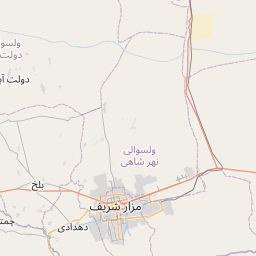 ولسوالی
دولت
دولت آ
ولسوالی
نهر شاهی
بلخ
مزار شریف
دهدادی
چمت